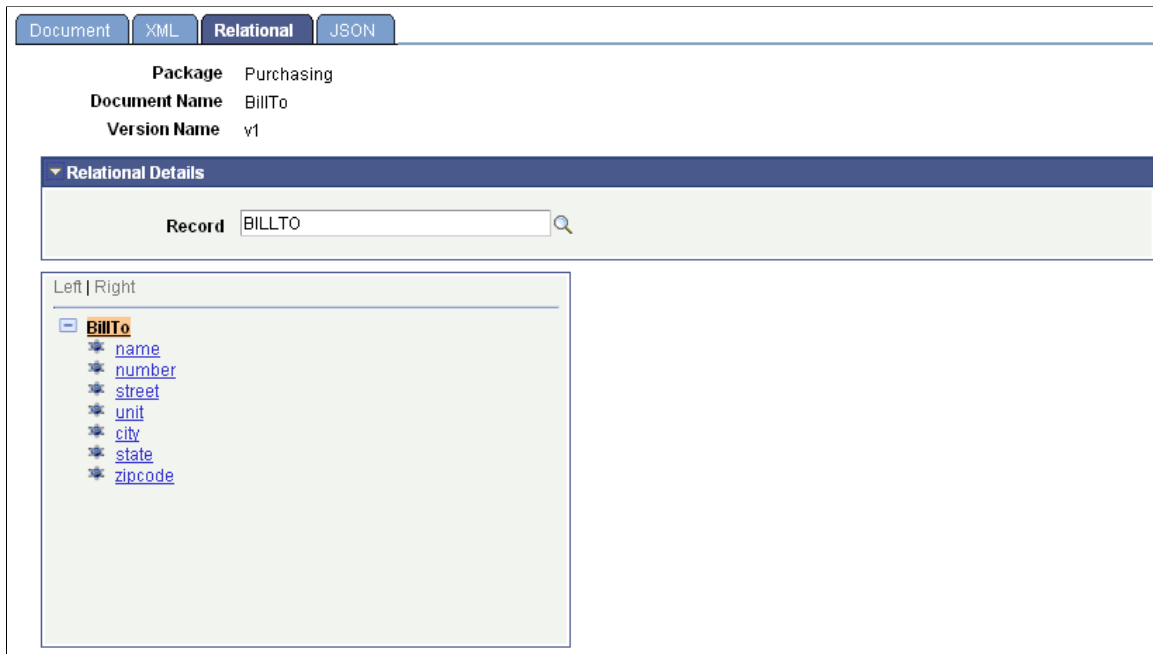 Document XML Relational JSON
Package Purchasing
Document Name BillTo
Version Name v1
Relational Details
Record BILLTO
Left | Right
BillTo
name
number
street
unit
city
state
zipcode